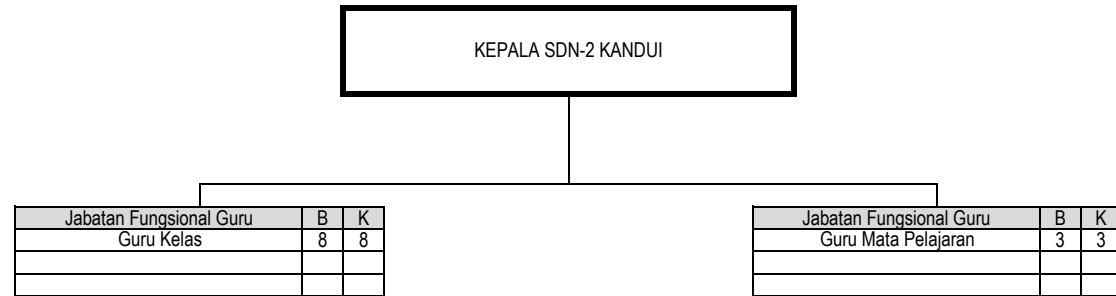 KEPALA SDN-2 KANDUI
Jabatan Fungsional Guru B K
Guru Kelas 8 8
Jabatan Fungsional Guru B K
Guru Mata Pelajaran 3 3